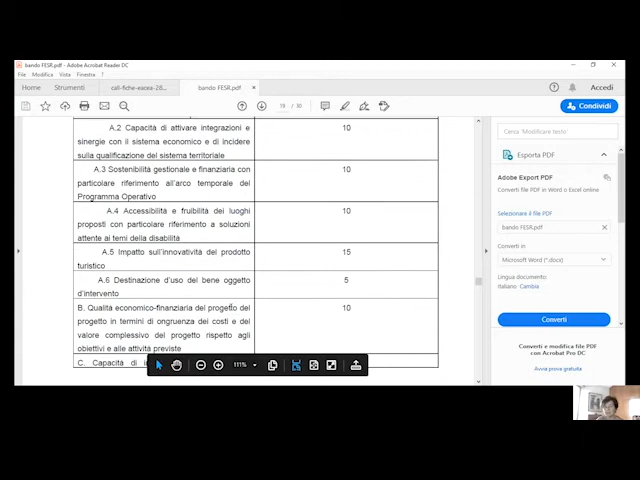 bando FESR.pdf - Adobe Acrobat Reader DC
File Modifica Vista Finestra ?
Home Strumenti call-fiche-eacea-28... bando FESR.pdf × Accedi
19 / 30 Condividi
A.2 Capacità di attivare integrazioni e 10
sinergie con il sistema economico e di incidere
sulla qualificazione del sistema territoriale
A.3 Sostenibilità gestionale e finanziaria con 10
particolare riferimento all'arco temporale del
Programma Operativo
A.4 Accessibilità e fruibilità dei luoghi 10
proposti con particolare riferimento a soluzioni
attente ai temi della disabilità
A.5 Impatto sull'innovatività del prodotto 15
turistico
A.6 Destinazione d'uso del bene oggetto 5
d'intervento
B. Qualità economico-finanziaria del progetto del 10
progetto in termini di congruenza dei costi e del
valore complessivo del progetto rispetto agli
obiettivi e alle attività previste
C. Capacità di
111%
Cerca 'Modificare testo'
Esporta PDF
Adobe Export PDF
Converti file PDF in Word o Excel online
Selezionare il file PDF
bando FESR.pdf ×
Converti in
Microsoft Word (*.docx)
Lingua documento:
Italiano Cambia
Converti
Converti e modifica file PDF
con Acrobat Pro DC
Avvia prova gratuita